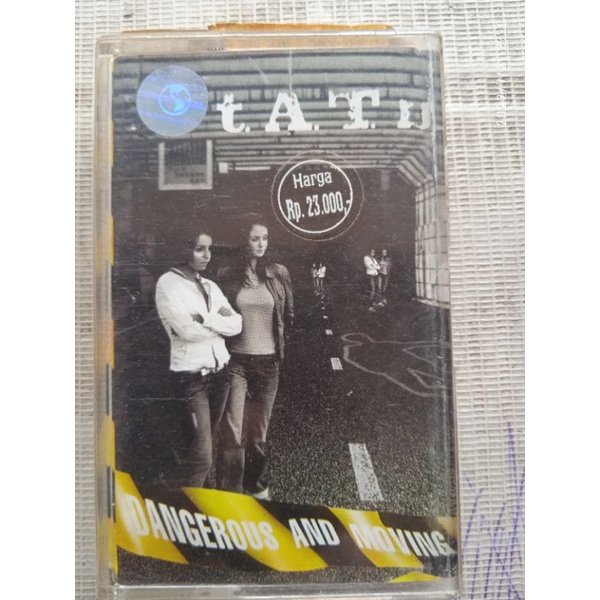 t.A.T.u
Harga
Rp. 23.000,-
DANGEROUS AND MOVING